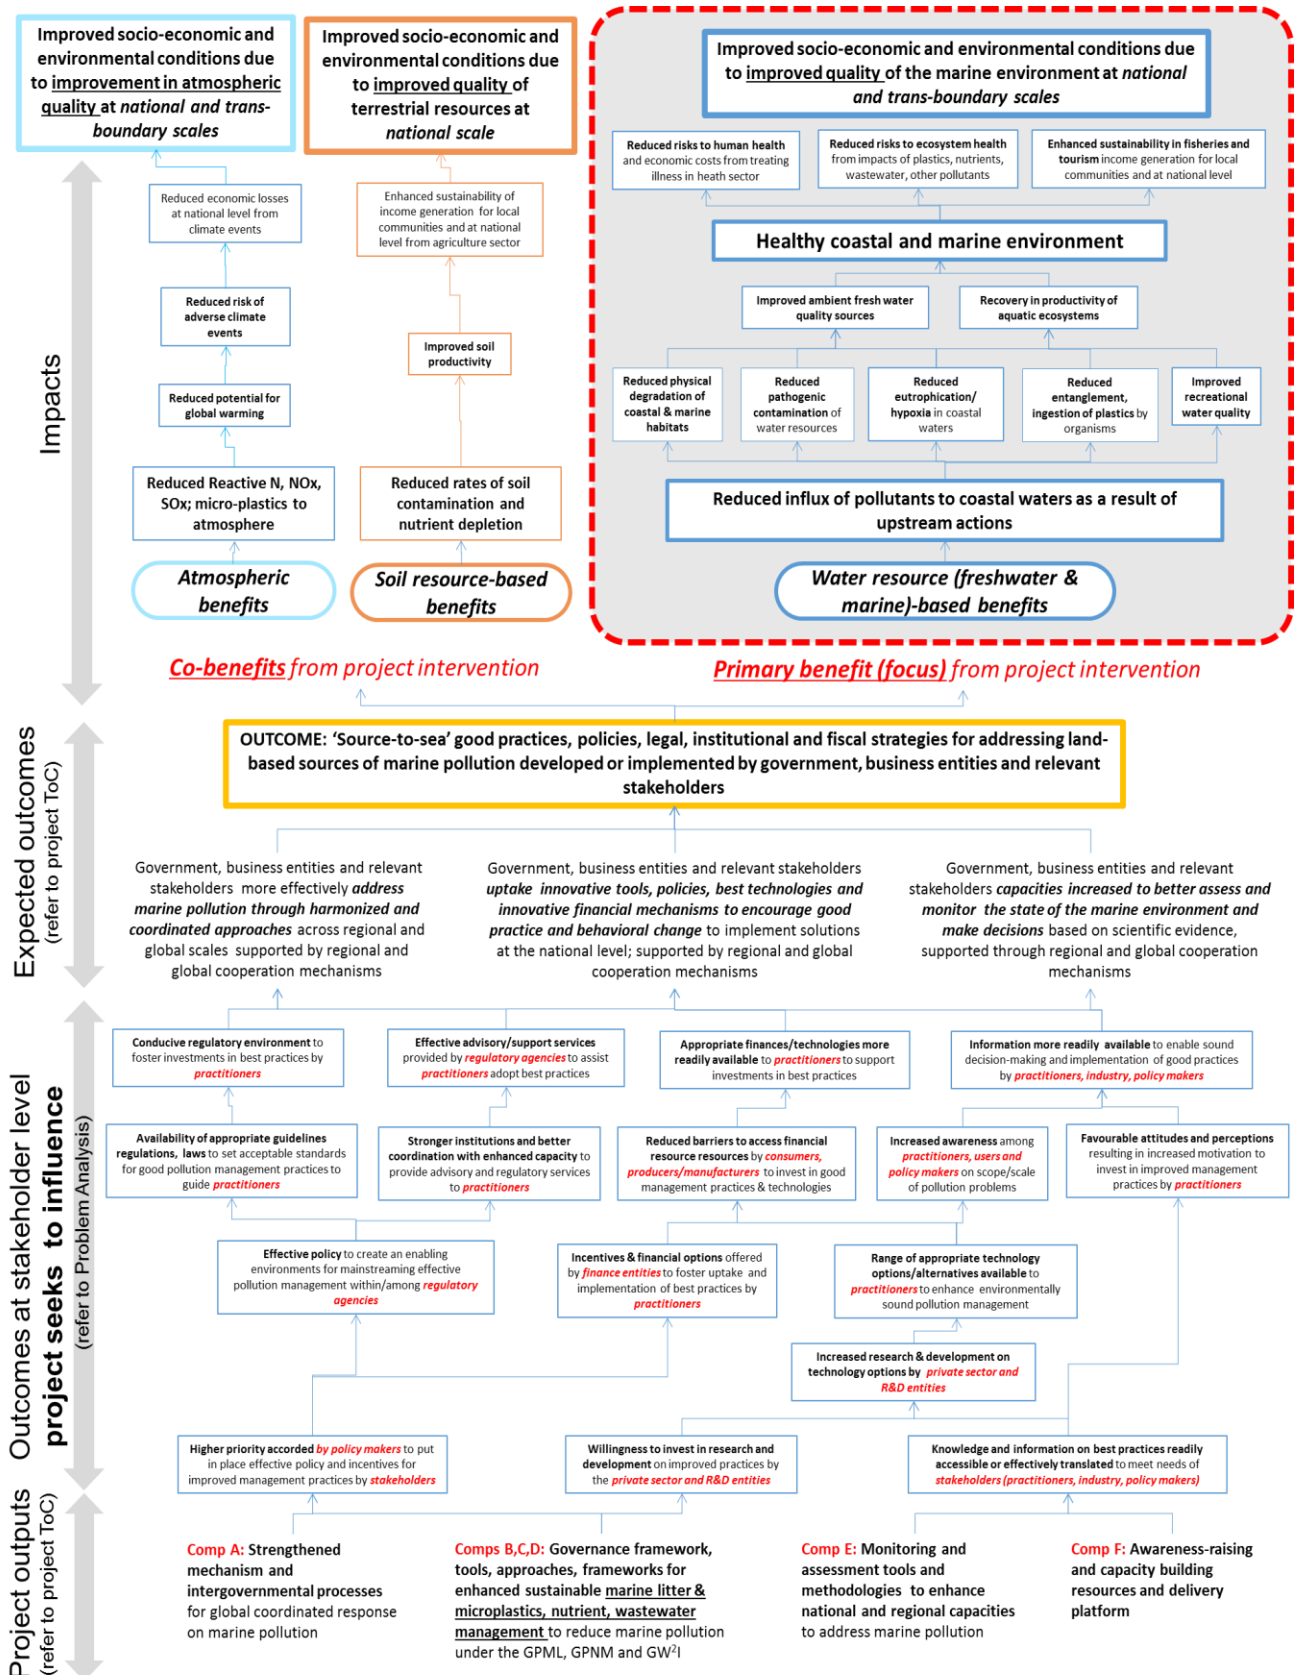 Improved socio-economic and
environmental conditions due
to improvement in atmospheric
quality at national and trans-
boundary scales
Improved socio-economic and
environmental conditions due
to improved quality of
terrestrial resources at
national scale
Improved socio-economic and environmental conditions due
to improved quality of the marine environment at national
and trans-boundary scales
Reduced risks to human health
and economic costs from treating
illness in heath sector
Reduced risks to ecosystem health
from impacts of plastics, nutrients,
wastewater, other pollutants
Enhanced sustainability in fisheries and
tourism income generation for local
communities and at national level
Reduced economic losses
at national level from
climate events
Enhanced sustainability of
income generation for local
communities and at national
level from agriculture sector
Healthy coastal and marine environment
Reduced risk of
adverse climate
events
Improved ambient fresh water
quality sources
Recovery in productivity of
aquatic ecosystems
Improved soil
productivity
Reduced potential for
global warming
Reduced physical
degradation of
coastal & marine
habitats
Reduced
pathogenic
contamination of
water resources
Reduced
eutrophication/
hypoxia in coastal
waters
Reduced
entanglement,
ingestion of plastics by
organisms
Improved
recreational
water quality
Impacts
Reduced Reactive N, NOx,
SOx; micro-plastics to
atmosphere
Reduced rates of soil
contamination and
nutrient depletion
Reduced influx of pollutants to coastal waters as a result of
upstream actions
Atmospheric
benefits
Soil resource-based
benefits
Water resource (freshwater &
marine)-based benefits
Co-benefits from project intervention
Primary benefit (focus) from project intervention
Expected outcomes
(refer to project ToC)
OUTCOME: ‘Source-to-sea’ good practices, policies, legal, institutional and fiscal strategies for addressing land-
based sources of marine pollution developed or implemented by government, business entities and relevant
stakeholders
Government, business entities and relevant
stakeholders more effectively address
marine pollution through harmonized and
coordinated approaches across regional and
global scales supported by regional and
global cooperation mechanisms
Government, business entities and relevant stakeholders
uptake innovative tools, policies, best technologies and
innovative financial mechanisms to encourage good
practice and behavioral change to implement solutions
at the national level; supported by regional and global
cooperation mechanisms
Government, business entities and relevant
stakeholders capacities increased to better assess and
monitor the state of the marine environment and
make decisions based on scientific evidence,
supported through regional and global cooperation
mechanisms
Outcomes at stakeholder level
project seeks to influence
(refer to Problem Analysis)
Conducive regulatory environment to
foster investments in best practices by
practitioners
Effective advisory/support services
provided by regulatory agencies to assist
practitioners adopt best practices
Appropriate finances/technologies more
readily available to practitioners to support
investments in best practices
Information more readily available to enable sound
decision-making and implementation of good practices
by practitioners, industry, policy makers
Availability of appropriate guidelines
regulations, laws to set acceptable standards
for good pollution management practices to
guide practitioners
Stronger institutions and better
coordination with enhanced capacity to
provide advisory and regulatory services
to practitioners
Reduced barriers to access financial
resource resources by consumers,
producers/manufacturers to invest in good
management practices & technologies
Increased awareness among
practitioners, users and
policy makers on scope/scale
of pollution problems
Favourable attitudes and perceptions
resulting in increased motivation to
invest in improved management
practices by practitioners
Effective policy to create an enabling
environments for mainstreaming effective
pollution management within/among regulatory
agencies
Incentives & financial options offered
by finance entities to foster uptake and
implementation of best practices by
practitioners
Range of appropriate technology
options/alternatives available to
practitioners to enhance environmentally
sound pollution management
Increased research & development on
technology options by private sector and
R&D entities
Higher priority accorded by policy makers to put
in place effective policy and incentives for
improved management practices by
stakeholders
Willingness to invest in research and
development on improved practices by
the private sector and R&D entities
Knowledge and information on best practices readily
accessible or effectively translated to meet needs of
stakeholders (practitioners, industry, policy makers)
Project outputs
(refer to project ToC)
Comp A: Strengthened
mechanism and
intergovernmental processes
for global coordinated response
on marine pollution
Comps B,C,D: Governance framework,
tools, approaches, frameworks for
enhanced sustainable marine litter &
microplastics, nutrient, wastewater
management to reduce marine pollution
under the GPML, GPNM and GW²I
Comp E: Monitoring and
assessment tools and
methodologies to enhance
national and regional capacities
to address marine pollution
Comp F: Awareness-raising
and capacity building
resources and delivery
platform